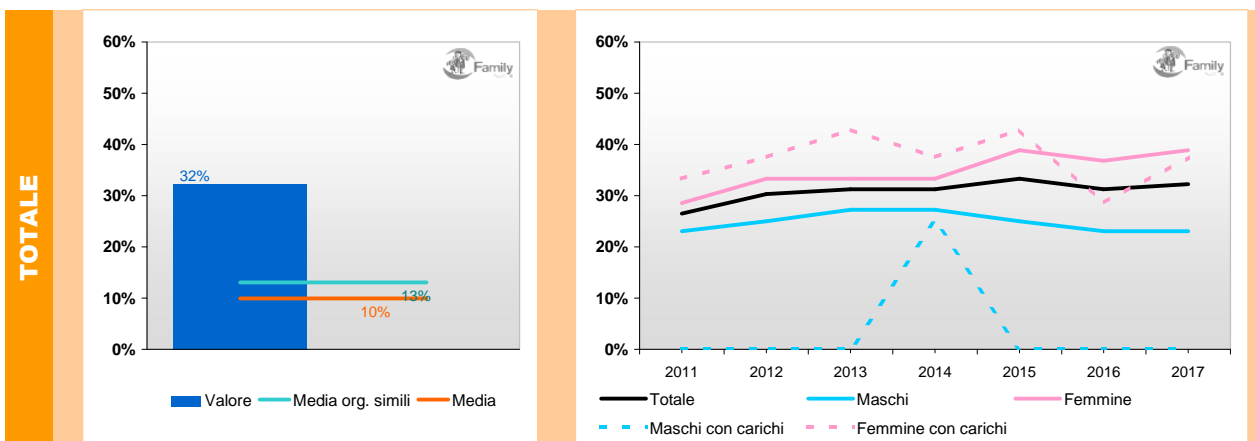 TOTALE
60%
50%
40%
30%
20%
10%
0%
32%
13%
10%
Family
Valore
Media org. simili
Media
60%
50%
40%
30%
20%
10%
0%
Family
2011 2012 2013 2014 2015 2016 2017
Totale Maschi Femmine
Maschi con carichi Femmine con carichi